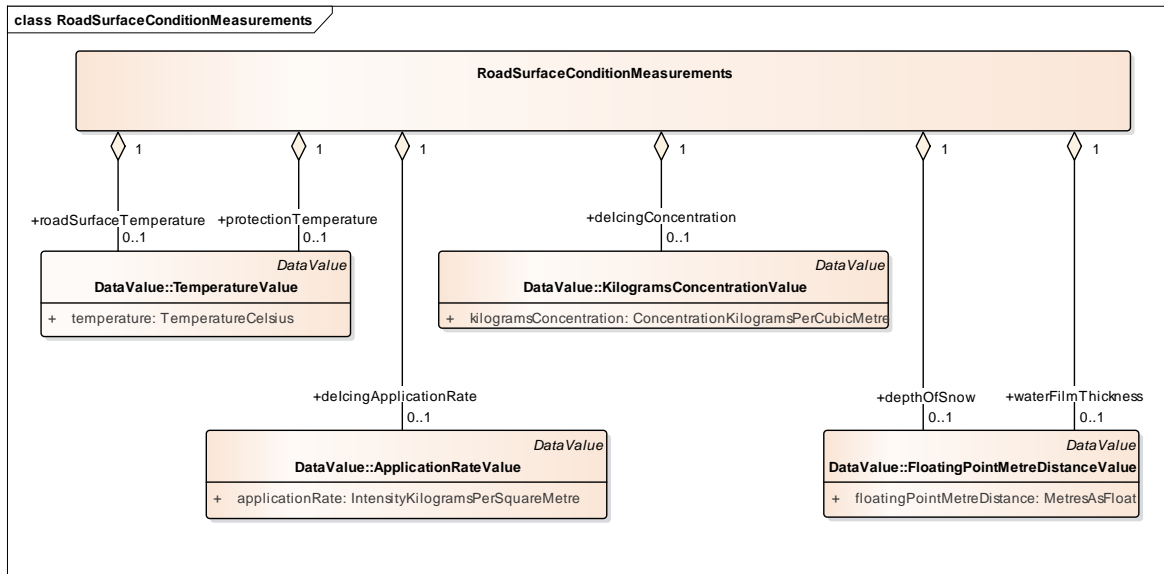 class RoadSurfaceConditionMeasurements
RoadSurfaceConditionMeasurements
1
1
1
1
1
1
+roadSurfaceTemperature
0..1
+protectionTemperature
0..1
+deIcingConcentration
0..1
DataValue
DataValue::TemperatureValue
+ temperature: TemperatureCelsius
DataValue
DataValue::KilogramsConcentrationValue
+ kilogramsConcentration: ConcentrationKilogramsPerCubicMetre
+deIcingApplicationRate
0..1
+depthOfSnow
0..1
+waterFilmThickness
0..1
DataValue
DataValue::ApplicationRateValue
+ applicationRate: IntensityKilogramsPerSquareMetre
DataValue
DataValue::FloatingPointMetreDistanceValue
+ floatingPointMetreDistance: MetresAsFloat